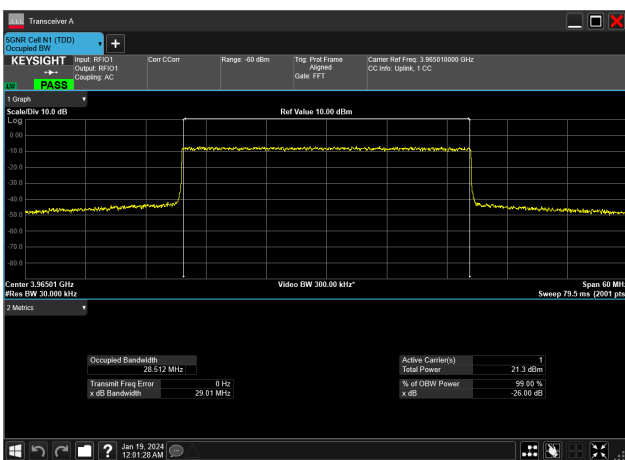 Transceiver A
5GNR Cell N1 (TDD)
Occupied BW
KEYSIGHT
Input: RFIO1
Output: RFIO1
Coupling: AC
Corr CCorr
Range: -60 dBm
Trig: Prot Frame
Aligned
Gate: FFT
Carrier Ref Freq: 3.965010000 GHz
CC Info: Uplink, 1 CC
PASS
1 Graph
Scale/Div 10.0 dB
Ref Value 10.00 dBm
Log
0.00
-10.0
-20.0
-30.0
-40.0
-50.0
-60.0
-70.0
-80.0
Center 3.96501 GHz
Video BW 300.00 kHz*
Span 60 MH
#Res BW 30.000 kHz
Sweep 79.5 ms (2001 pts
2 Metrics
Occupied Bandwidth
28.512 MHz
Transmit Freq Error 0 Hz
x dB Bandwidth 29.01 MHz
Active Carrier(s) 1
Total Power 21.3 dBm
% of OBW Power 99.00 %
x dB -26.00 dB
Jan 19, 2024
12:01:28 AM